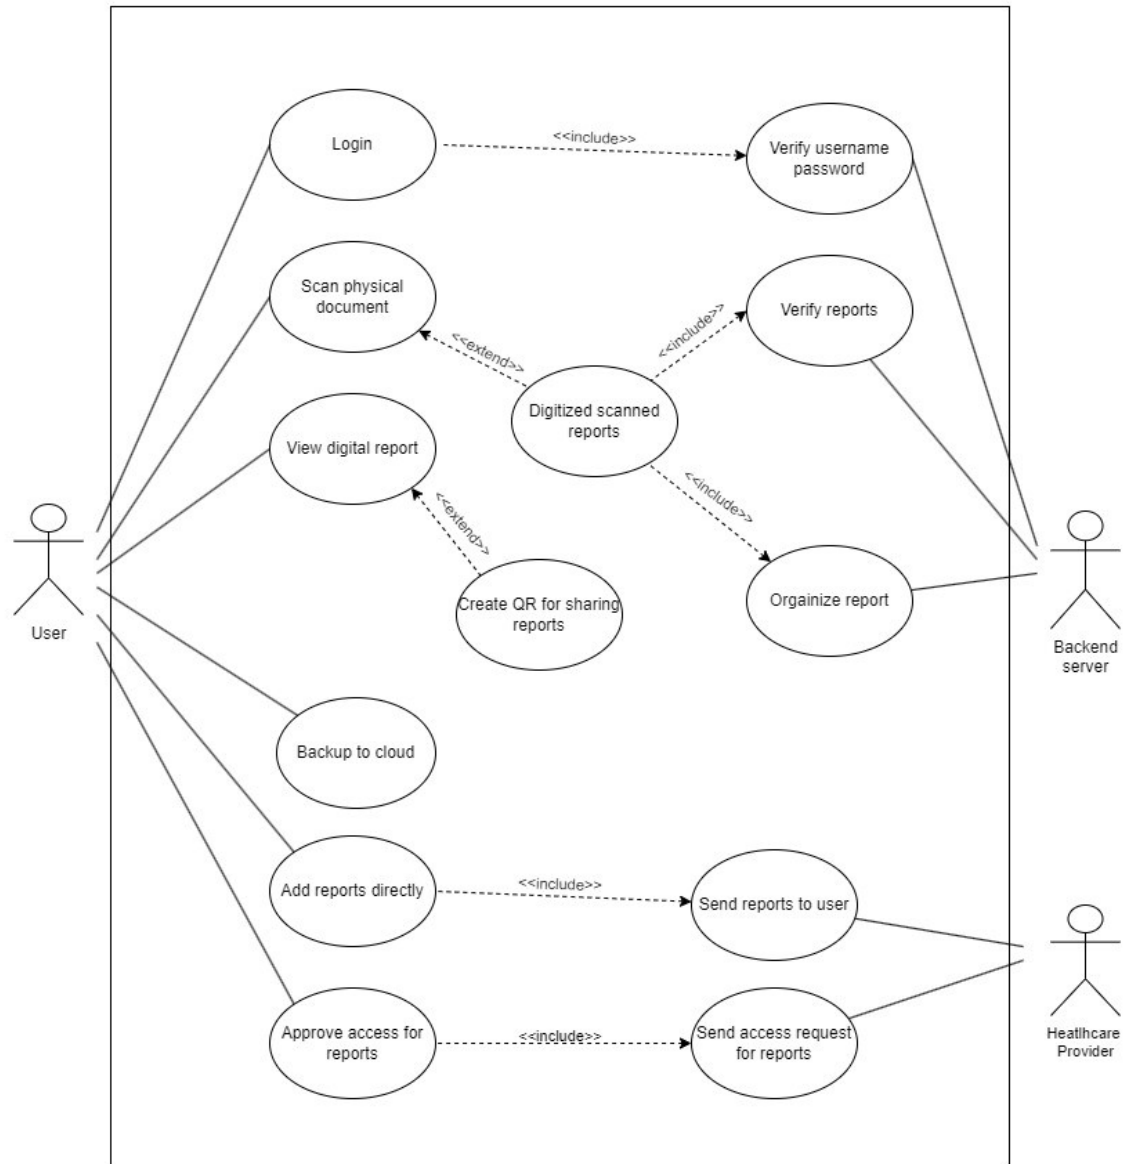 Login
<<include>>
Verify username
password
Scan physical
document
<<extend>>
<<include>>
Verify reports
Digitized scanned
reports
View digital report
<<extend>>
<<include>>
Create QR for sharing
reports
Orgainize report
User
Backend
server
Backup to cloud
Add reports directly
<<include>>
Send reports to user
Approve access for
reports
<<include>>
Send access request
for reports
Heatlhcare
Provider